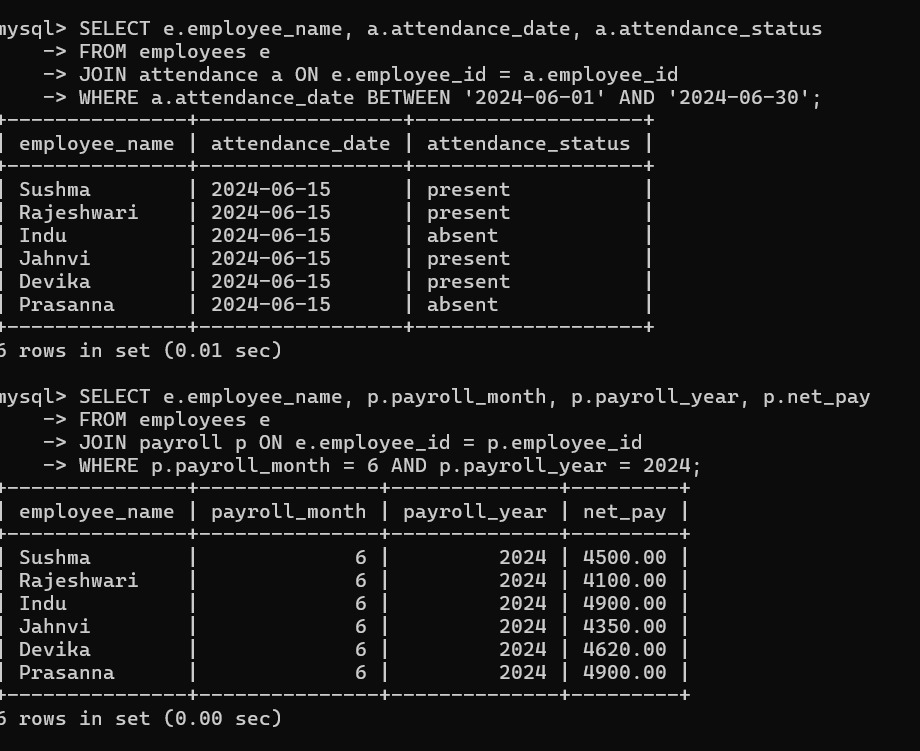 mysql> SELECT e.employee_name, a.attendance_date, a.attendance_status
    -> FROM employees e
    -> JOIN attendance a ON e.employee_id = a.employee_id
    -> WHERE a.attendance_date BETWEEN '2024-06-01' AND '2024-06-30';
+---------------+-----------------+-------------------+
| employee_name | attendance_date | attendance_status |
+---------------+-----------------+-------------------+
| Sushma        | 2024-06-15      | present           |
| Rajeshwari    | 2024-06-15      | present           |
| Indu          | 2024-06-15      | absent            |
| Jahnvi        | 2024-06-15      | present           |
| Devika        | 2024-06-15      | present           |
| Prasanna      | 2024-06-15      | absent            |
+---------------+-----------------+-------------------+
6 rows in set (0.01 sec)

mysql> SELECT e.employee_name, p.payroll_month, p.payroll_year, p.net_pay
    -> FROM employees e
    -> JOIN payroll p ON e.employee_id = p.employee_id
    -> WHERE p.payroll_month = 6 AND p.payroll_year = 2024;
+---------------+---------------+--------------+---------+
| employee_name | payroll_month | payroll_year | net_pay |
+---------------+---------------+--------------+---------+
| Sushma        |             6 |         2024 | 4500.00 |
| Rajeshwari    |             6 |         2024 | 4100.00 |
| Indu          |             6 |         2024 | 4900.00 |
| Jahnvi        |             6 |         2024 | 4350.00 |
| Devika        |             6 |         2024 | 4620.00 |
| Prasanna      |             6 |         2024 | 4900.00 |
+---------------+---------------+--------------+---------+
6 rows in set (0.00 sec)